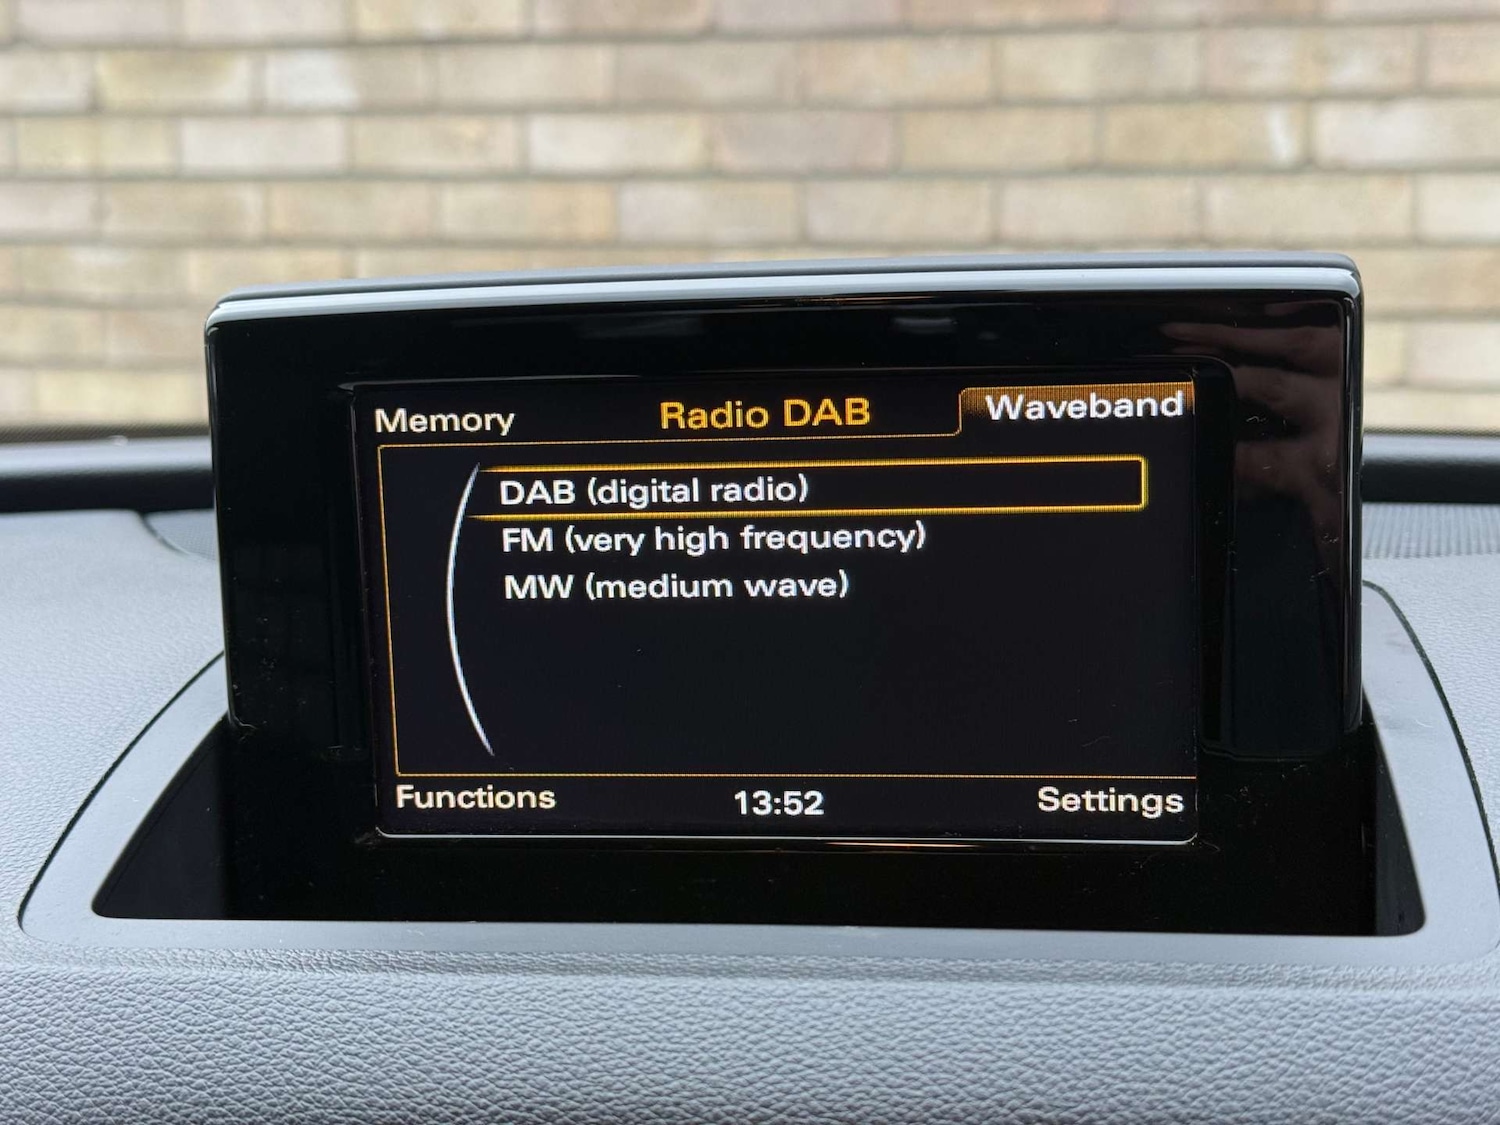 Memory
Radio DAB
Waveband
DAB (digital radio)
FM (very high frequency)
MW (medium wave)
Functions
13:52
Settings